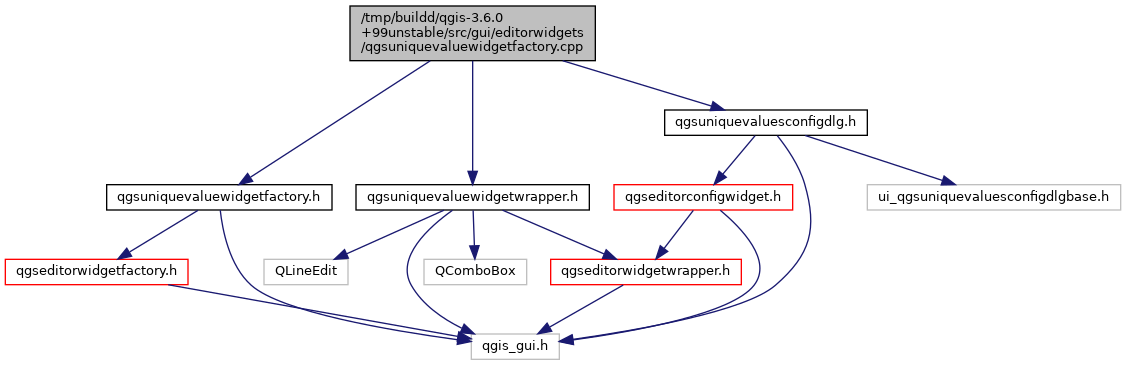 /tmp/buildd/qgis-3.6.0
+99unstable/src/gui/editorwidgets
/qgsuniquevaluewidgetfactory.cpp
qgsuniquevaluesconfigdlg.h
qgsuniquevaluewidgetfactory.h
qgsuniquevaluewidgetwrapper.h
qgseditorconfigwidget.h
ui_qgsuniquevaluesconfigdlgbase.h
qgseditorwidgetfactory.h
QLineEdit
QComboBox
qgseditorwidgetwrapper.h
qgis_gui.h